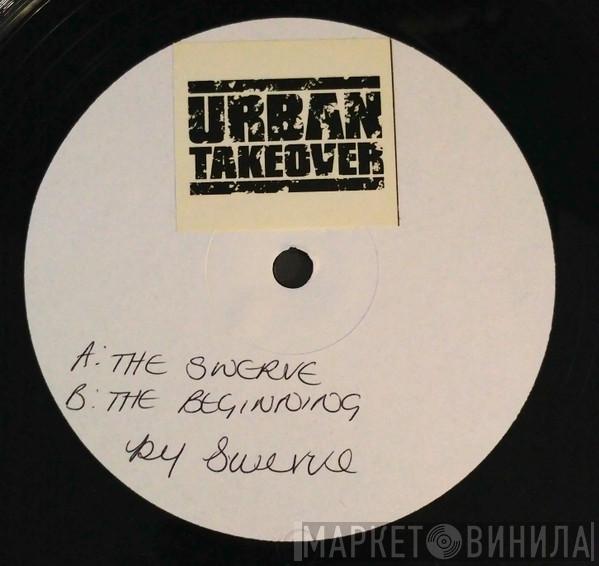 URBAN
TAKEOVER
A: THE SWERVE
B: THE BEGINNING
by Swerve
МАРКЕТ ВИНИЛА